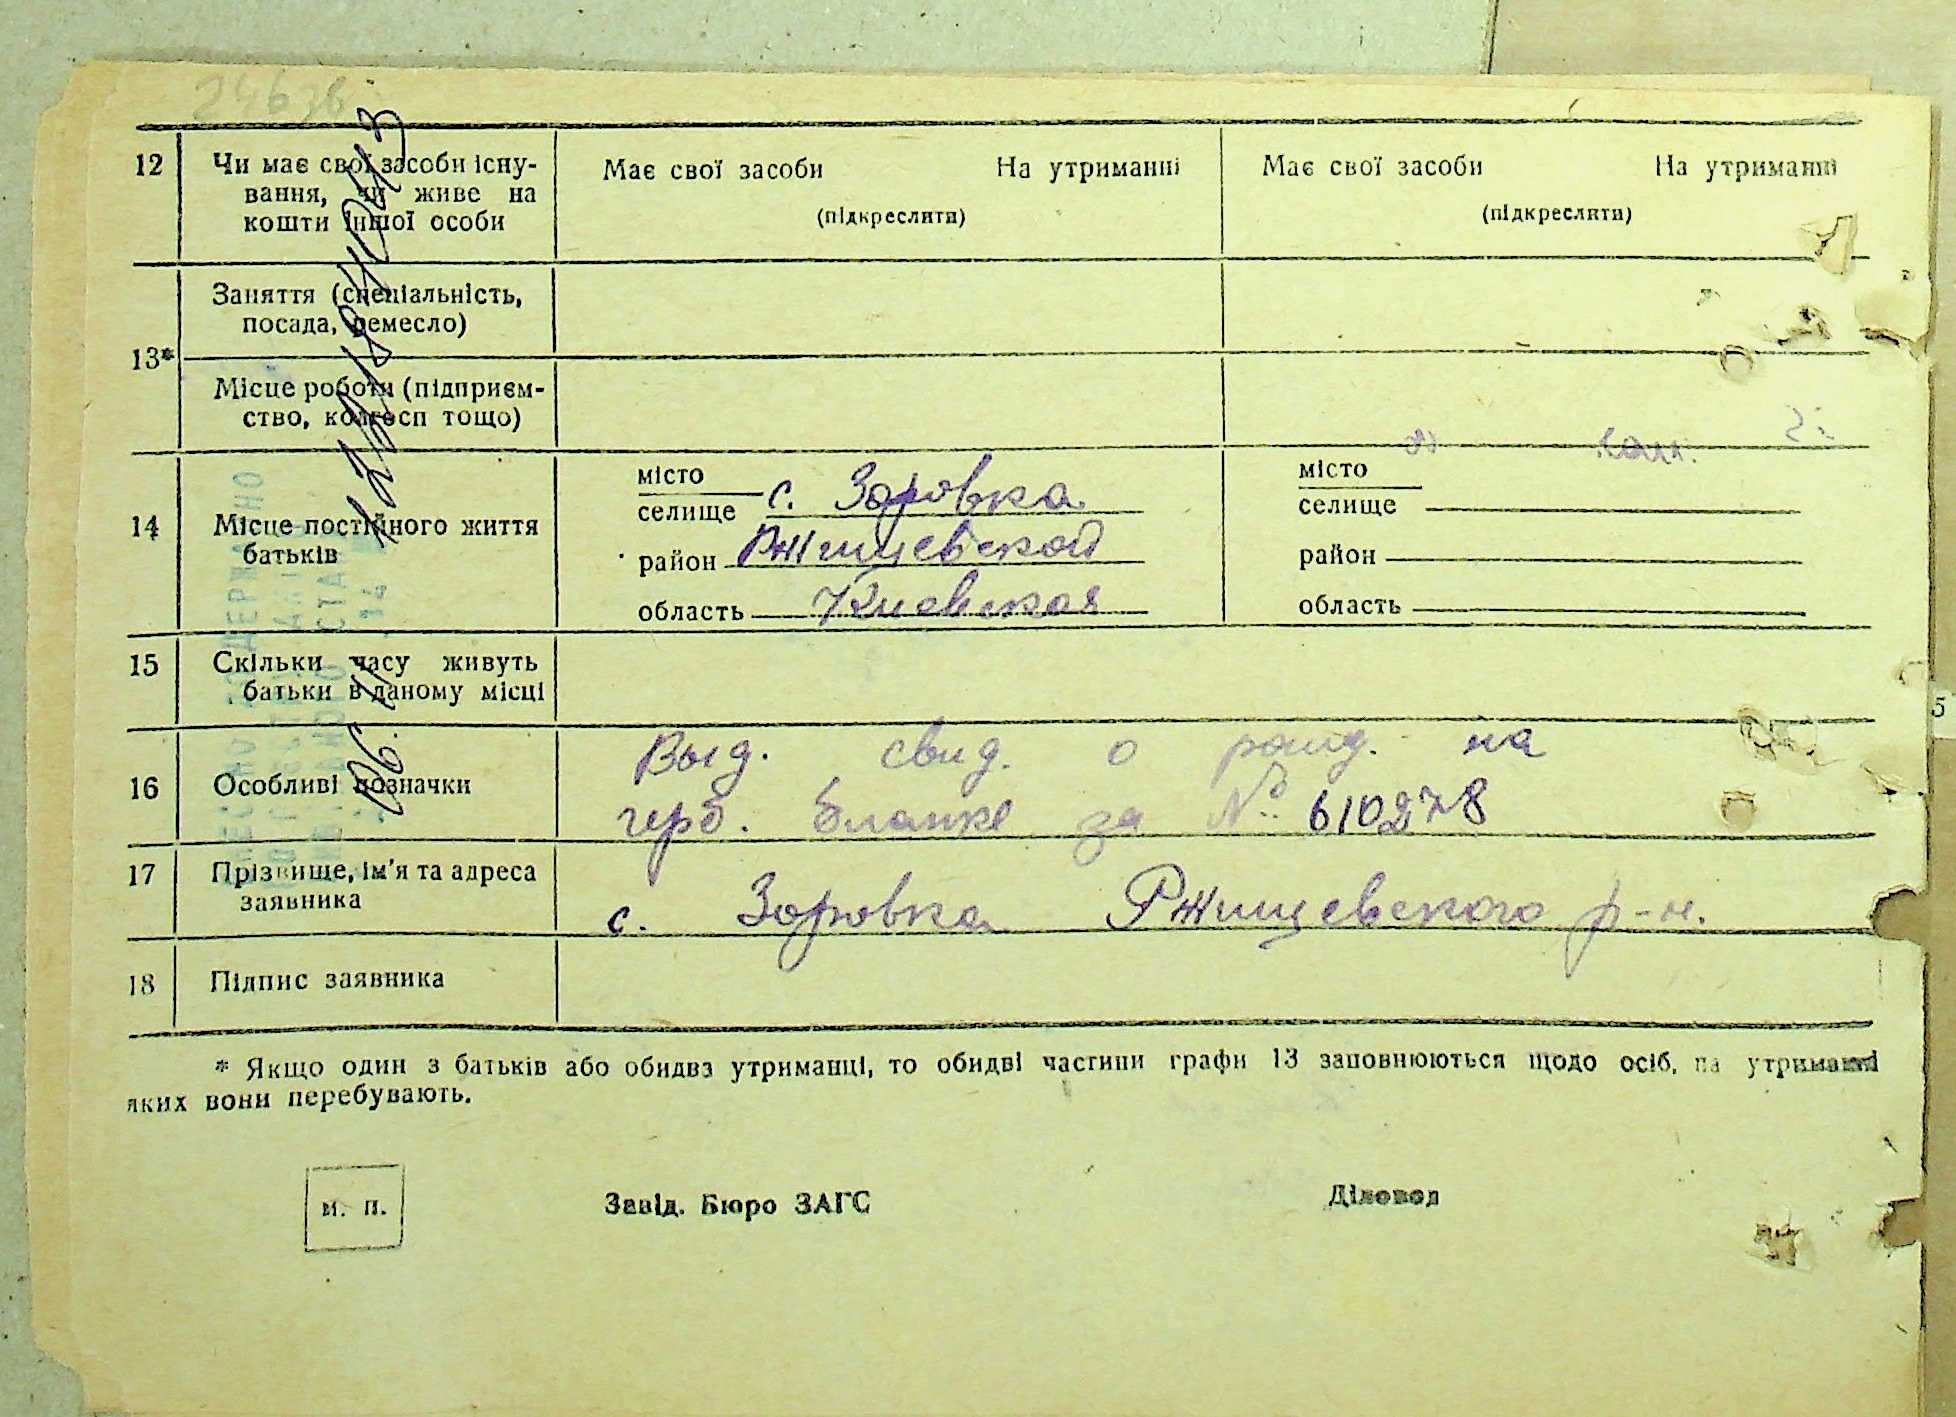 12 Чи має свої засоби існу-
вання, чи живе на
кошти іншої особи
Має свої засоби На утриманні
(підкреслити)
Має свої засоби На утриманні
(підкреслити)
13*
Заняття (спеціальність,
посада, ремесло)
Місце роботи (підприєм-
ство, колгосп тощо)
14 Місце постійного життя
батьків
місто
селище с. Зоровка
район Ржищевской
область Киевская
місто
селище
район
область
15 Скільки часу живуть
батьки в даному місці
16 Особливі позначки
Выд. свид. о рожд. на
герб. бланке за №: 610278
17 Прізвище, ім'я та адреса
заявника
с. Зоровка Ржищевского р-н.
18 Підпис заявника
* Якщо один з батьків або обидва утриманці, то обидві частини графи 13 заповнюються щодо осіб, на утриманні
яких вони перебувають.
М. П.
Завід. Бюро ЗАГС
Діловод